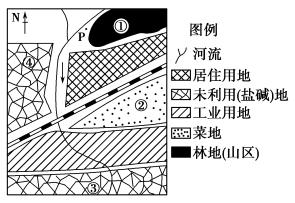 N
P
①
②
③
④
图例
河流
居住用地
未利用(盐碱)地
工业用地
菜地
林地(山区)